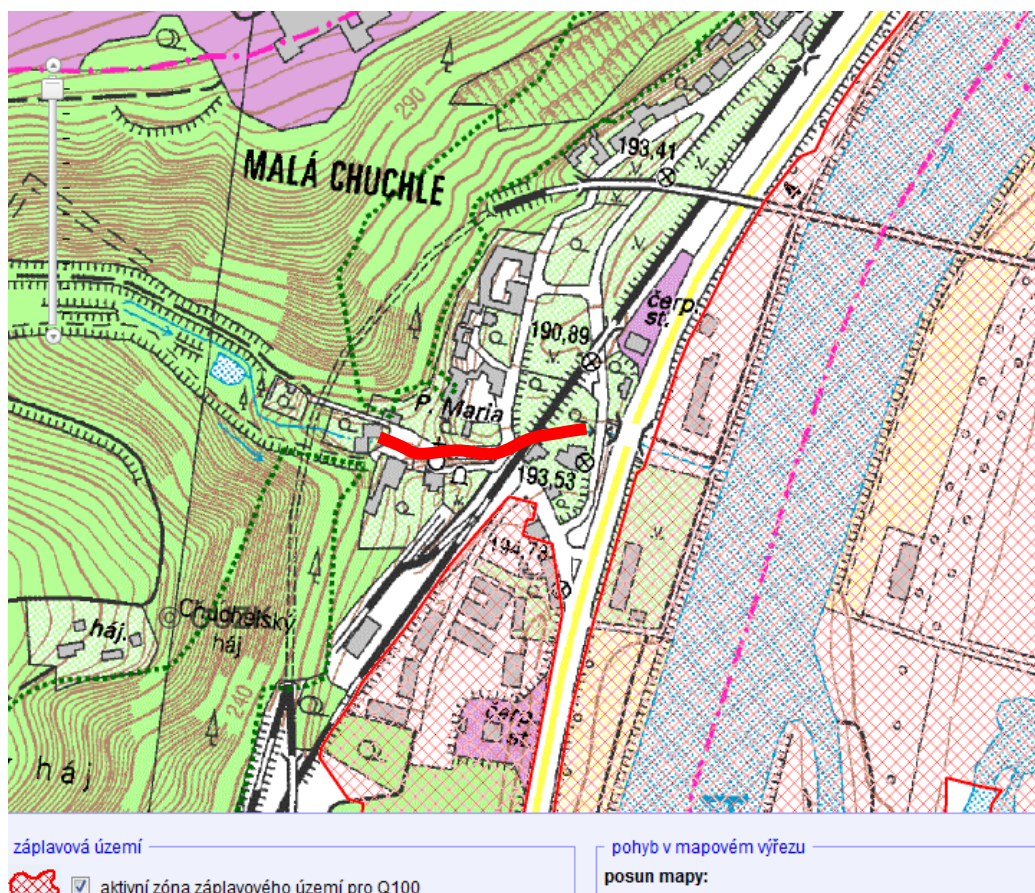 290
193,41
MALÁ CHUCHLE
čerp.
st.
190,89
P. Maria
193,53
194,73
Chuchelský
háj
háj.
240
čerp.
st.
háj
záplavová území
pohyb v mapovém výřezu
aktivní zóna záplavového území pro Q100
posun mapy: